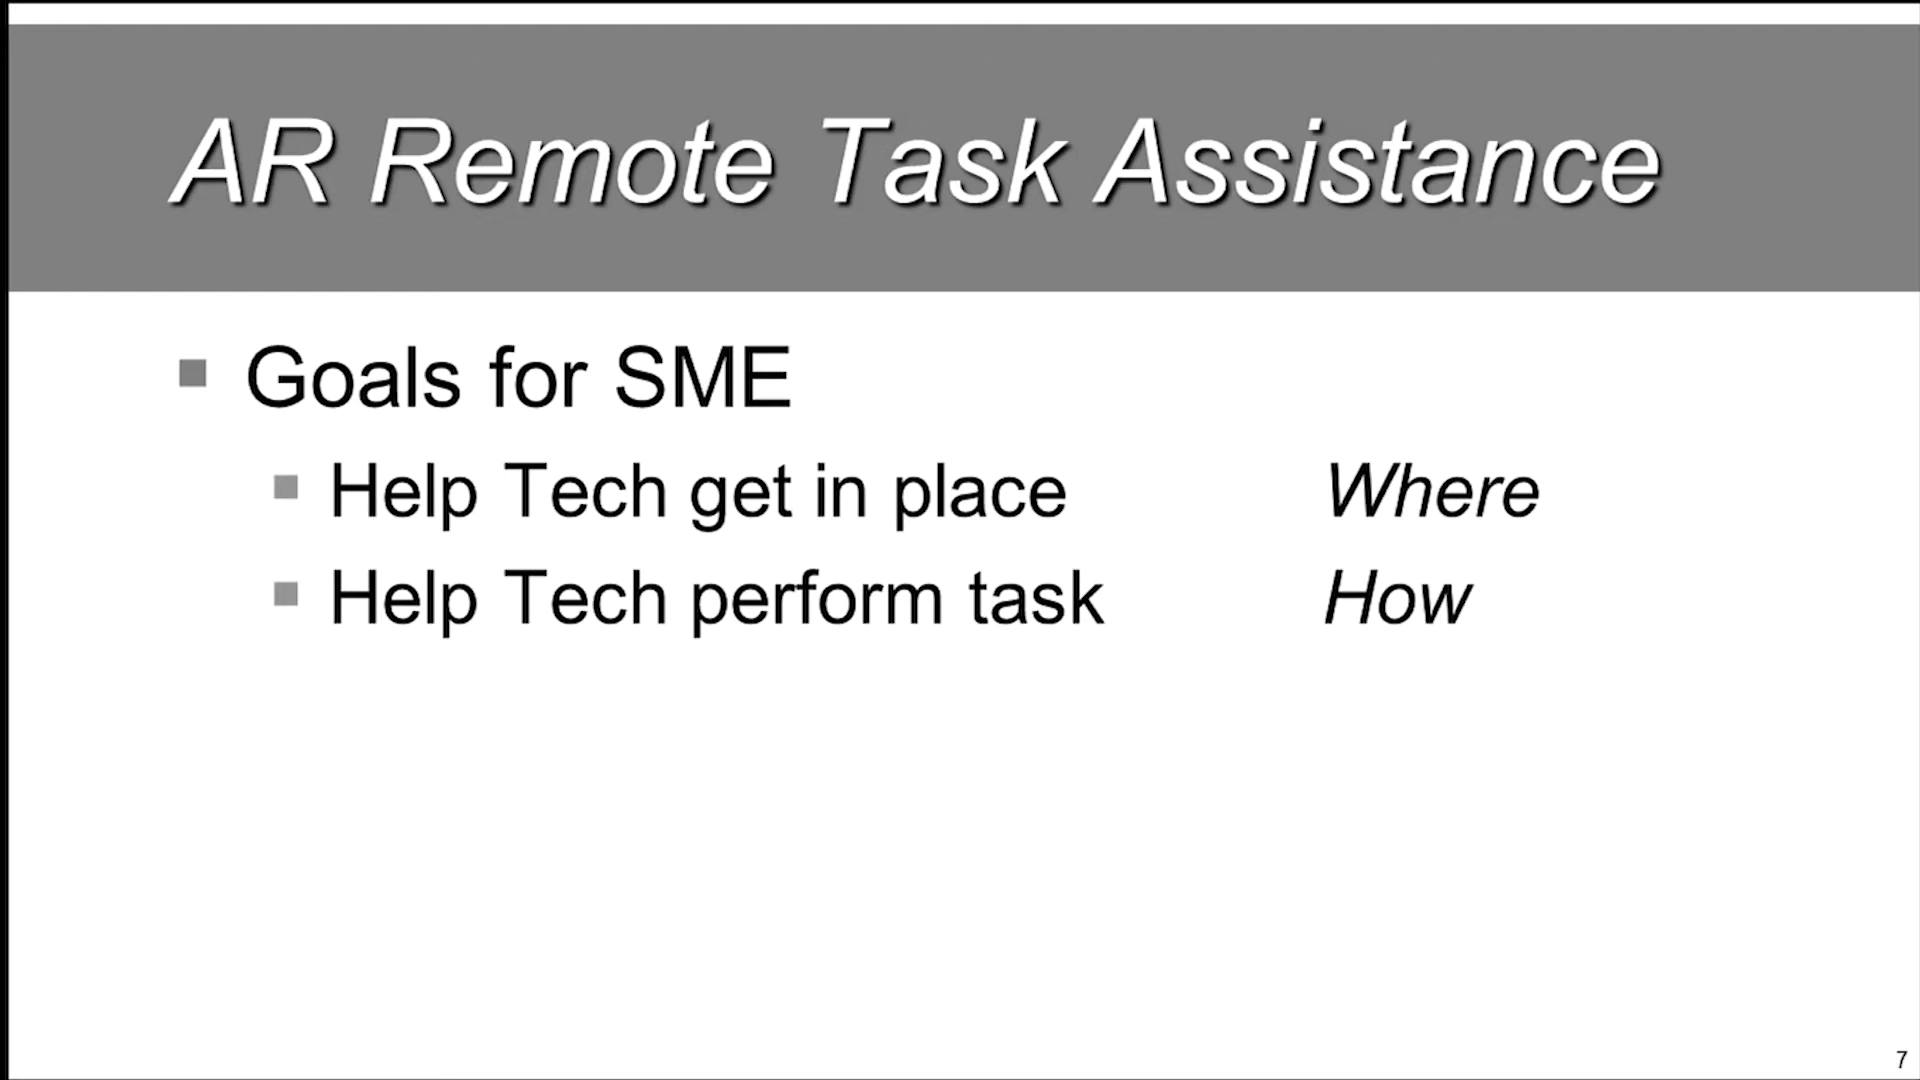 AR Remote Task Assistance
Goals for SME
Help Tech get in place Where
Help Tech perform task How
7